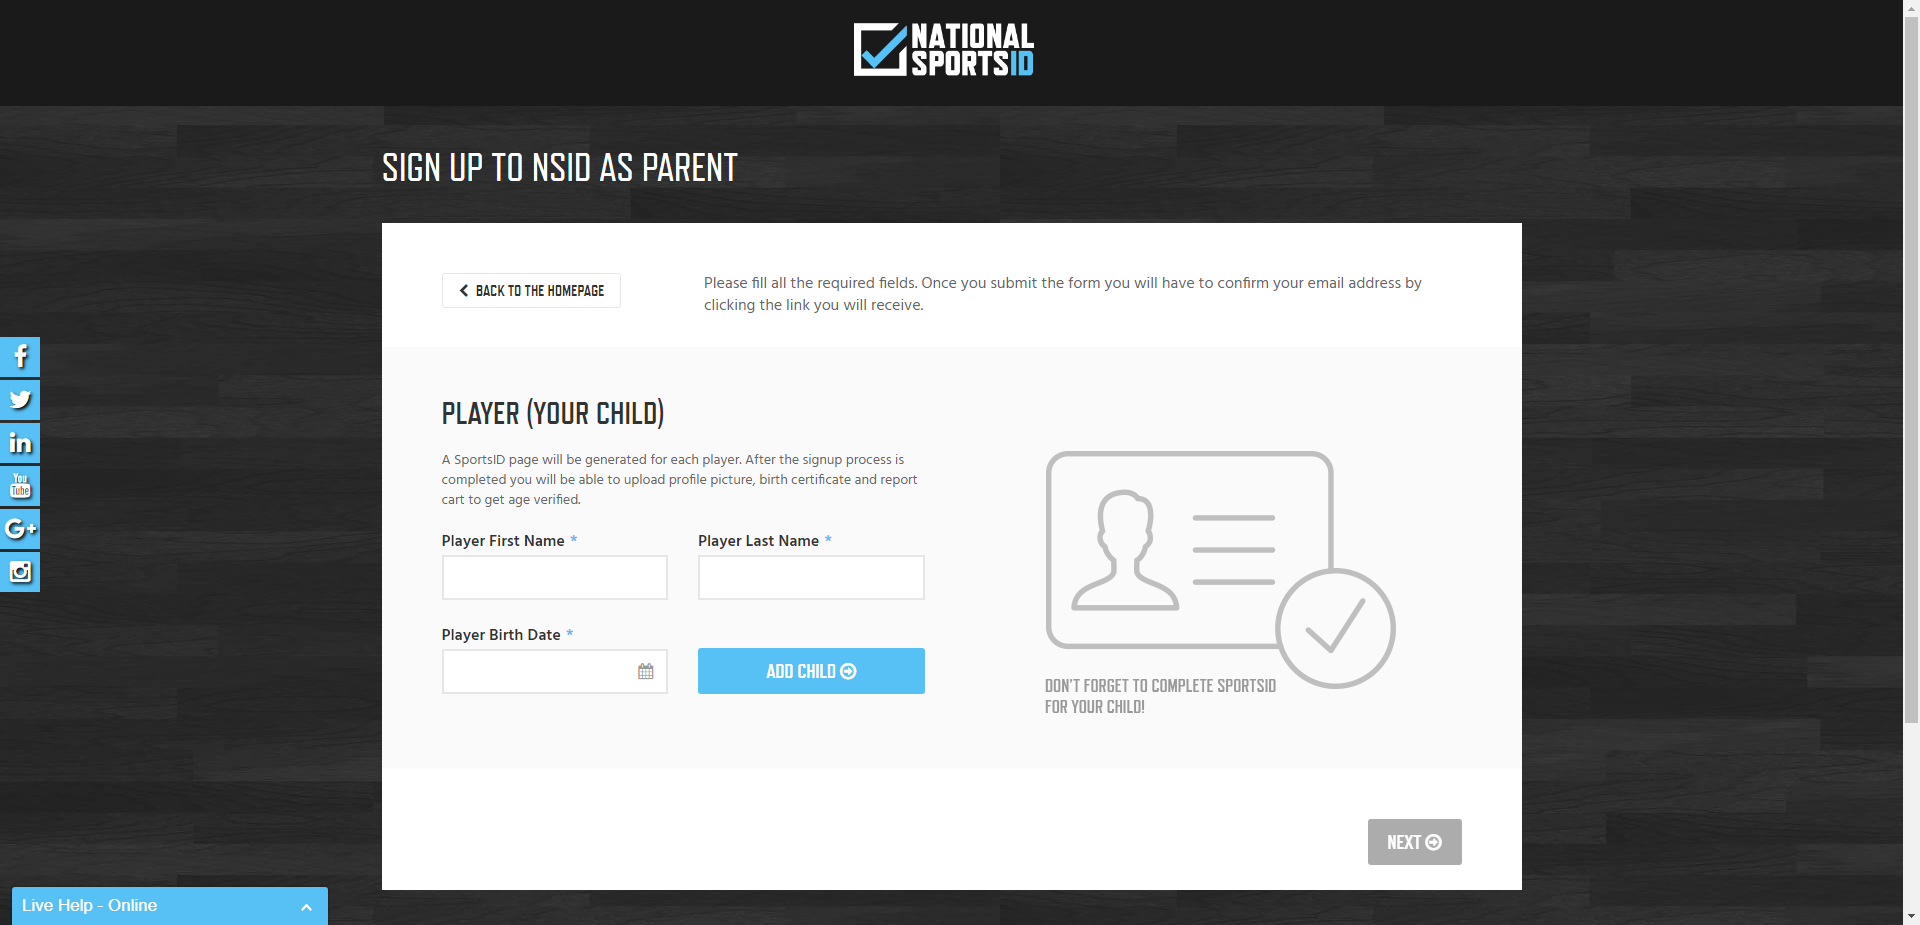 NATIONAL
SPORTSID
SIGN UP TO NSID AS PARENT
BACK TO THE HOMEPAGE
Please fill all the required fields. Once you submit the form you will have to confirm your email address by
clicking the link you will receive.
PLAYER (YOUR CHILD)
A SportsID page will be generated for each player. After the signup process is
completed you will be able to upload profile picture, birth certificate and report
cart to get age verified.
Player First Name *
Player Last Name *
Player Birth Date *
ADD CHILD
DON'T FORGET TO COMPLETE SPORTSID
FOR YOUR CHILD!
NEXT
You
Tube
G+
Live Help - Online